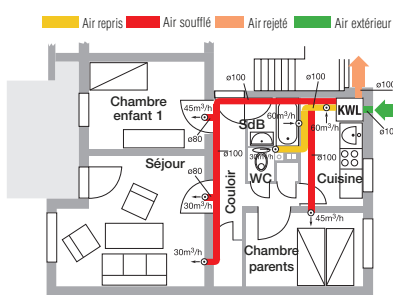 Air repris Air soufflé Air rejeté Air extérieur
ø100 ø100 ø100
Chambre
enfant 1
45m³/h
ø80
SdB
60m³/h
KWL
60m³/h
ø10
Séjour
ø100
30m³/h
ø100
WC
Cuisine
ø80
30m³/h
Couloir
45m³/h
Chambre
parents
30m³/h